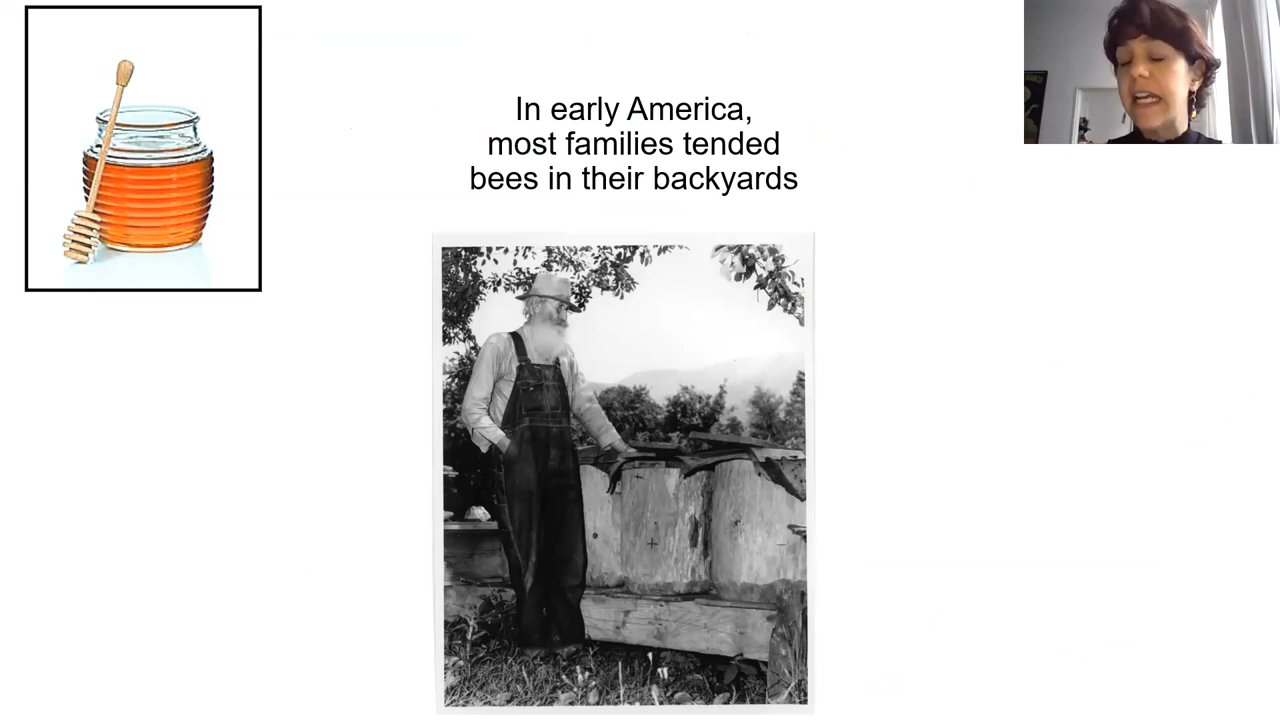 In early America,
most families tended
bees in their backyards